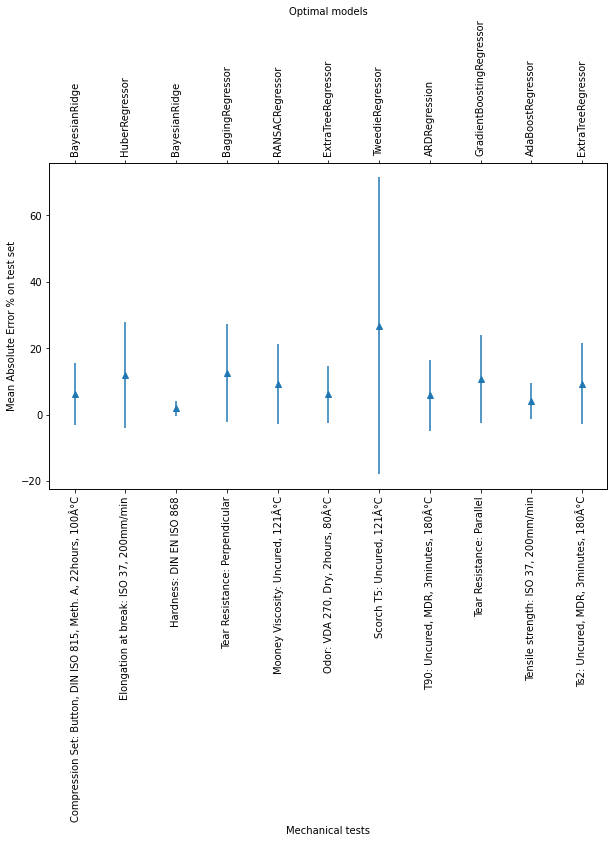 Optimal models
BayesianRidge
HuberRegressor
BayesianRidge
BaggingRegressor
RANSACRegressor
ExtraTreeRegressor
TweedieRegressor
ARDRegression
GradientBoostingRegressor
AdaBoostRegressor
ExtraTreeRegressor
Mean Absolute Error % on test set
60
40
20
0
−20
Compression Set: Button, DIN ISO 815, Meth. A, 22hours, 100Â°C
Elongation at break: ISO 37, 200mm/min
Hardness: DIN EN ISO 868
Tear Resistance: Perpendicular
Mooney Viscosity: Uncured, 121Â°C
Odor: VDA 270, Dry, 2hours, 80Â°C
Scorch T5: Uncured, 121Â°C
T90: Uncured, MDR, 3minutes, 180Â°C
Tear Resistance: Parallel
Tensile strength: ISO 37, 200mm/min
Ts2: Uncured, MDR, 3minutes, 180Â°C
Mechanical tests